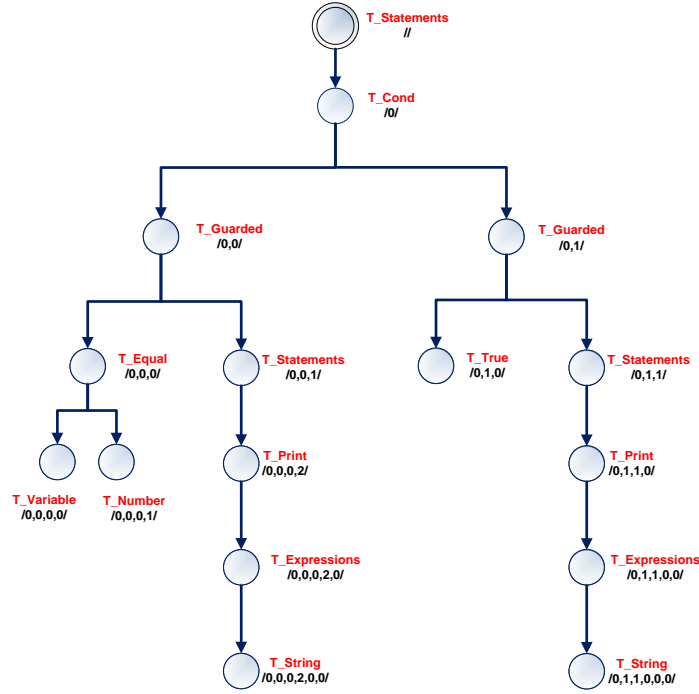 T_Statements
//
T_Cond
/0/
T_Guarded
/0,0/
T_Guarded
/0,1/
T_Equal
/0,0,0/
T_Statements
/0,0,1/
T_True
/0,1,0/
T_Statements
/0,1,1/
T_Variable
/0,0,0,0/
T_Number
/0,0,0,1/
T_Print
/0,0,0,2/
T_Print
/0,1,1,0/
T_Expressions
/0,0,0,2,0/
T_Expressions
/0,1,1,0,0/
T_String
/0,0,0,2,0,0/
T_String
/0,1,1,0,0,0/